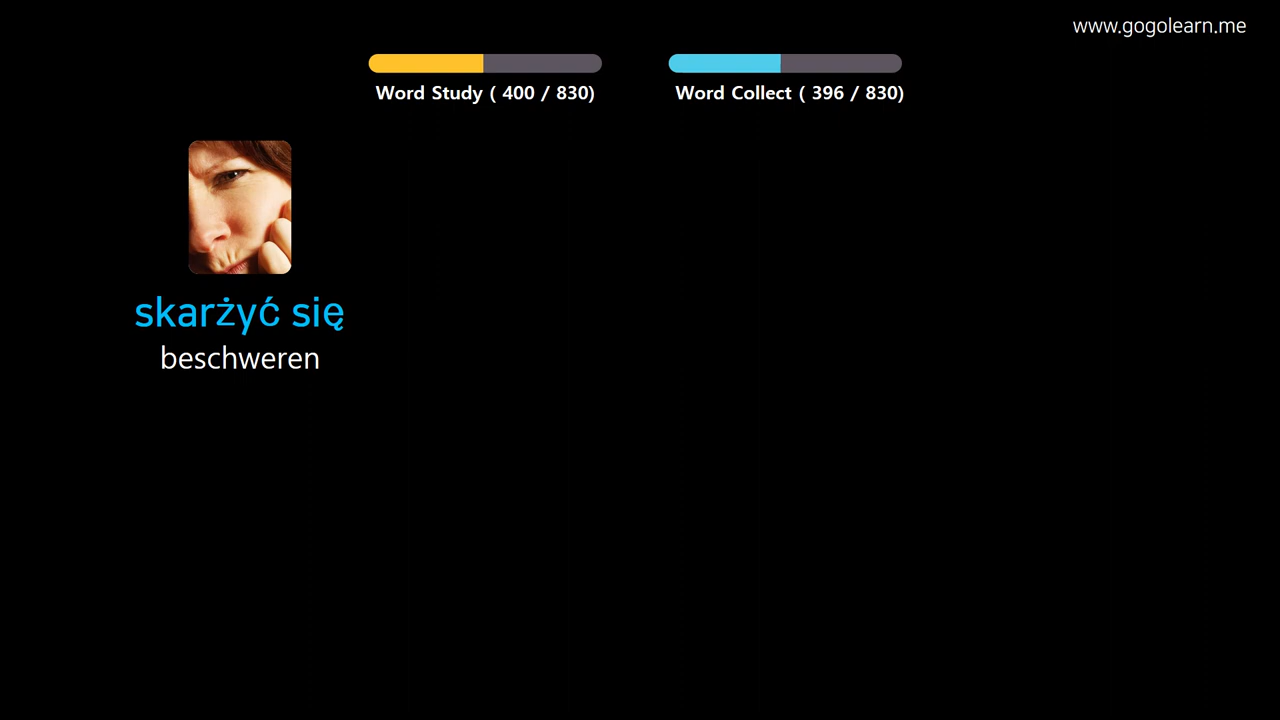 www.gogolearn.me
Word Study ( 400 / 830)
Word Collect ( 396 / 830)
skarżyć się
beschweren